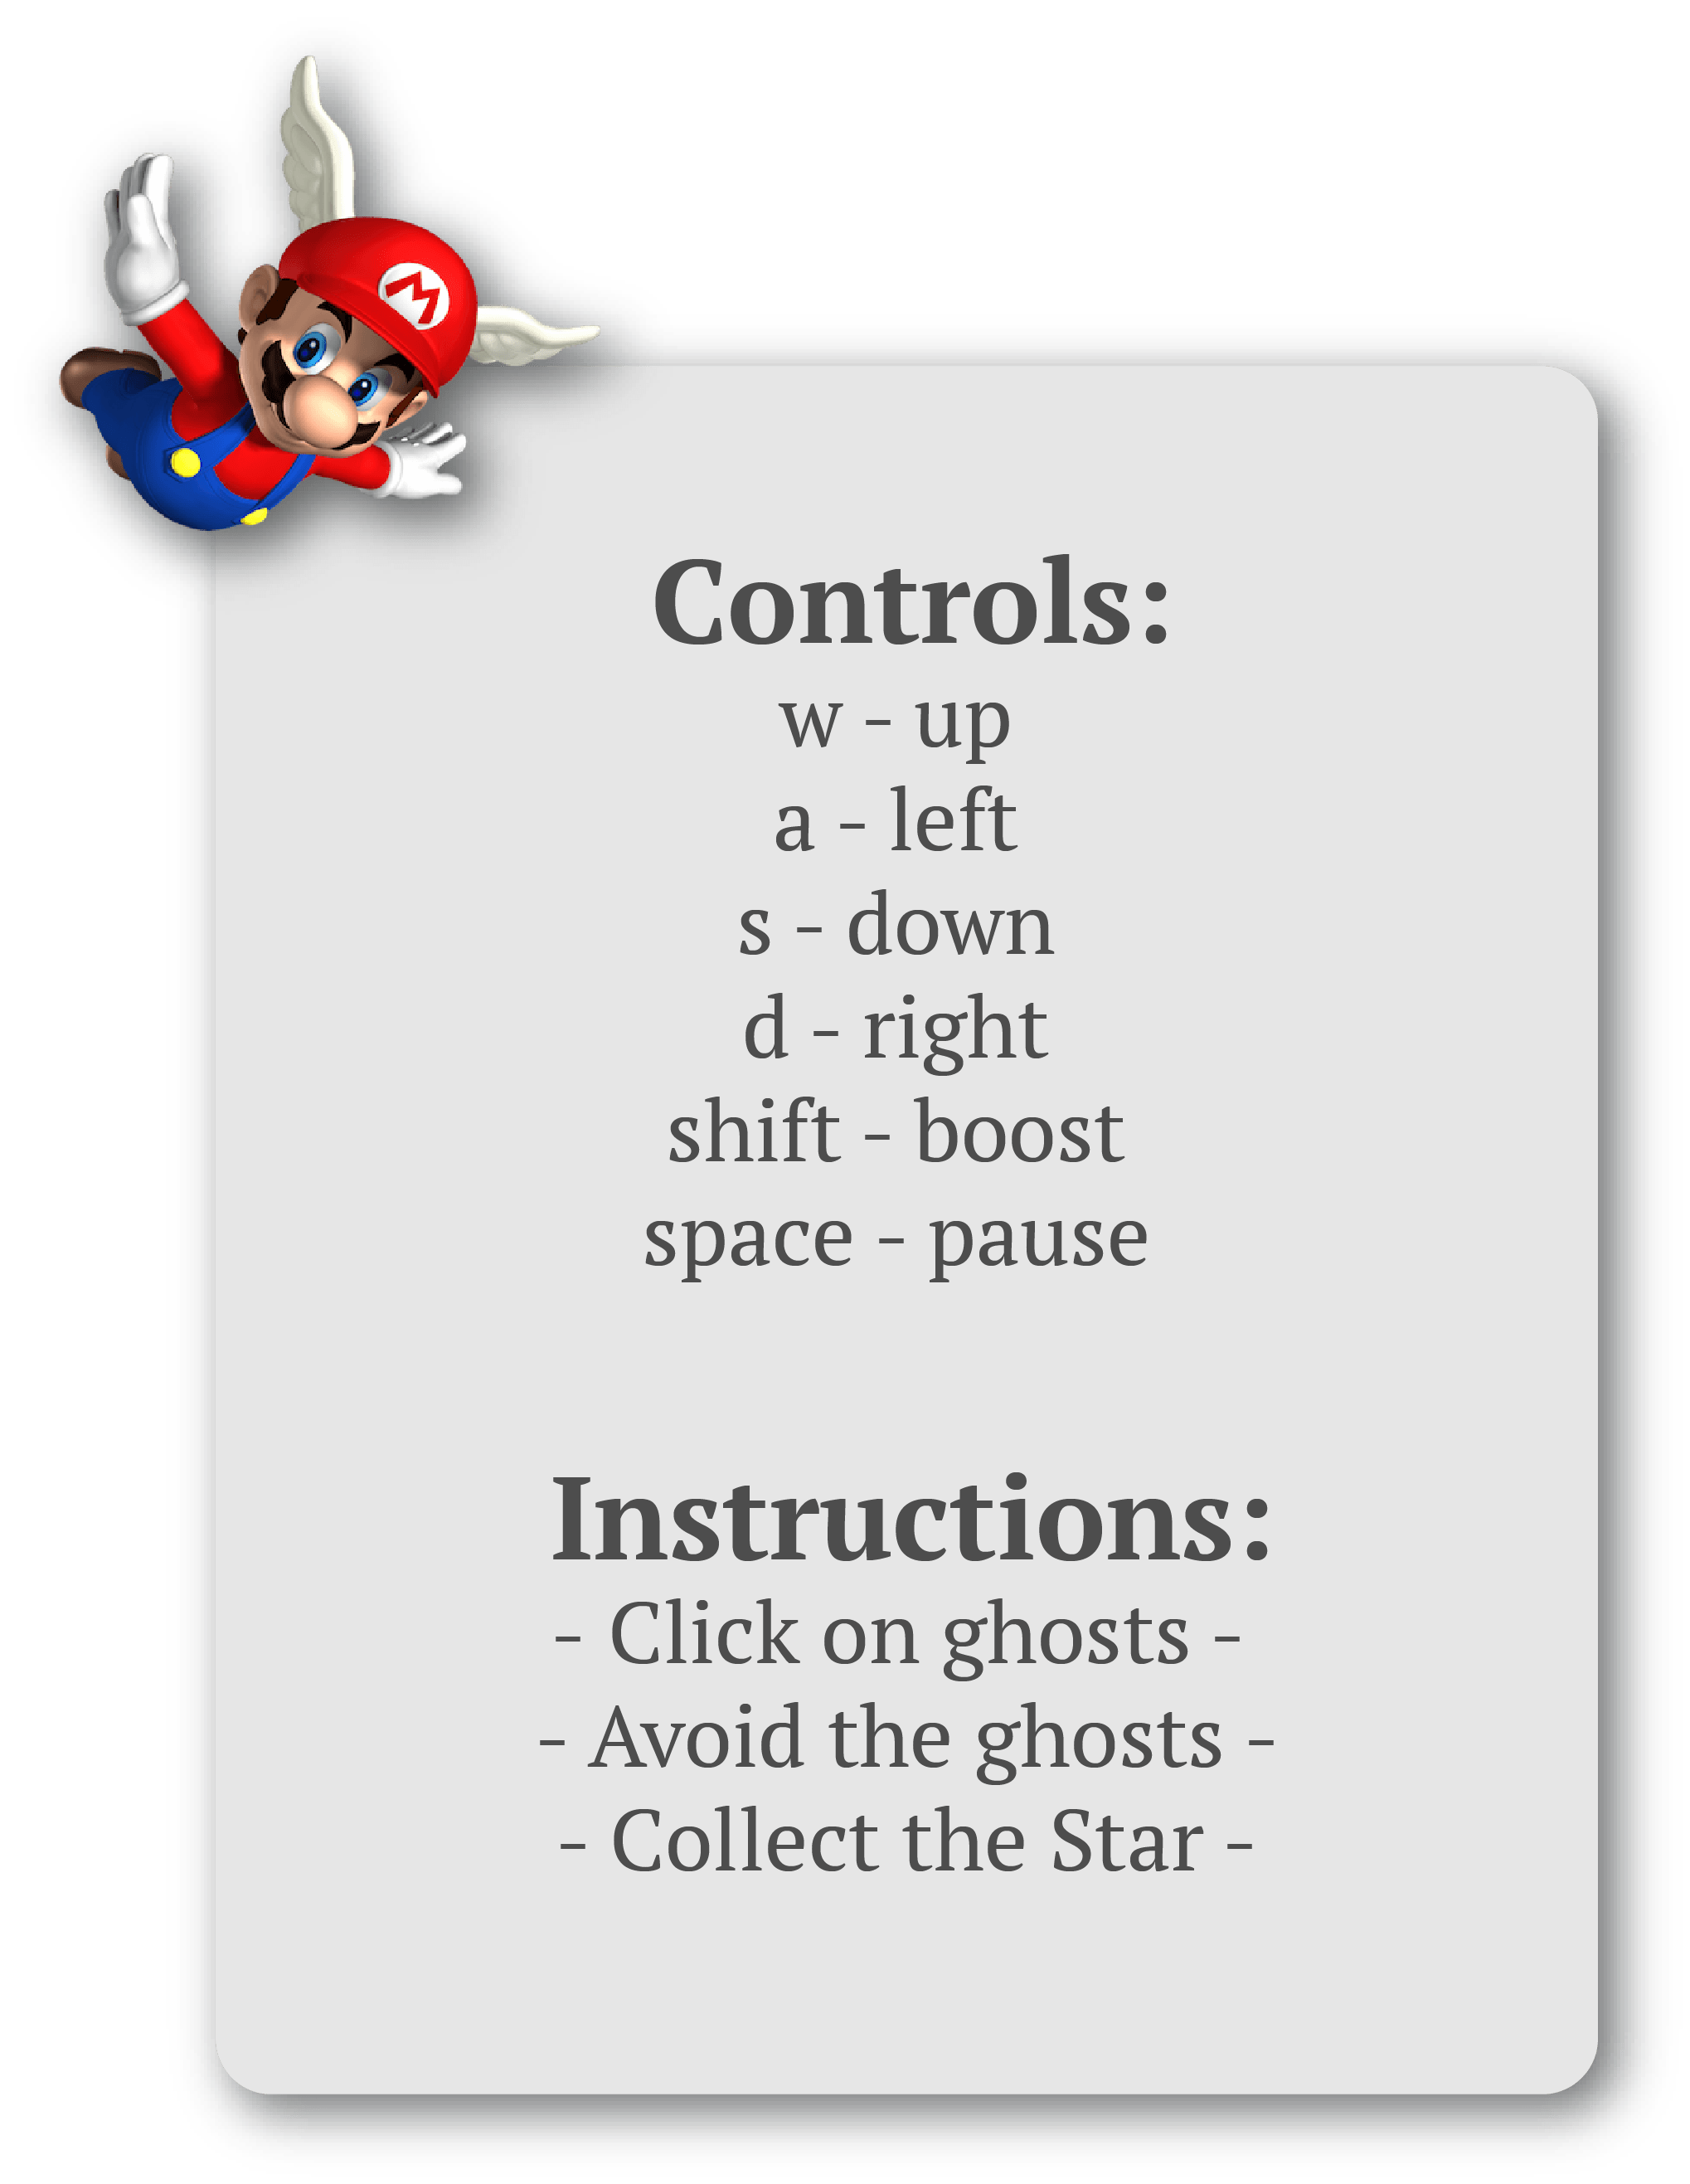 M
Controls:
w - up
a - left
s - down
d - right
shift - boost
space - pause
Instructions:
- Click on ghosts -
- Avoid the ghosts -
- Collect the Star -